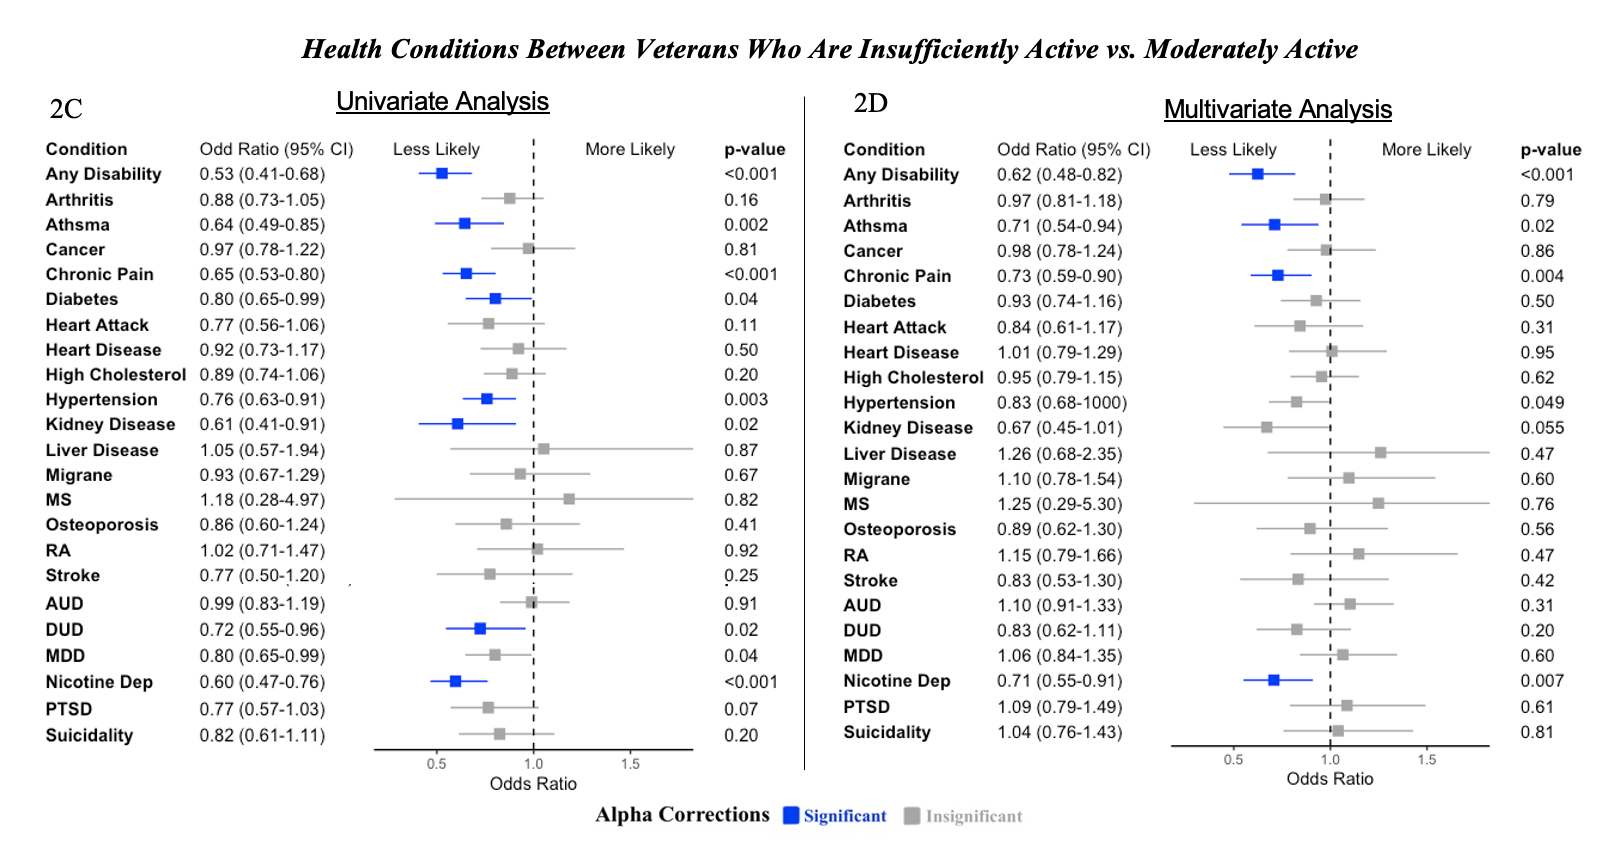 Health Conditions Between Veterans Who Are Insufficiently Active vs. Moderately Active
2C
Univariate Analysis
Condition Odd Ratio (95% CI) Less Likely More Likely p-value
Any Disability 0.53 (0.41-0.68) <0.001
Arthritis 0.88 (0.73-1.05) 0.16
Athsma 0.64 (0.49-0.85) 0.002
Cancer 0.97 (0.78-1.22) 0.81
Chronic Pain 0.65 (0.53-0.80) <0.001
Diabetes 0.80 (0.65-0.99) 0.04
Heart Attack 0.77 (0.56-1.06) 0.11
Heart Disease 0.92 (0.73-1.17) 0.50
High Cholesterol 0.89 (0.74-1.06) 0.20
Hypertension 0.76 (0.63-0.91) 0.003
Kidney Disease 0.61 (0.41-0.91) 0.02
Liver Disease 1.05 (0.57-1.94) 0.87
Migrane 0.93 (0.67-1.29) 0.67
MS 1.18 (0.28-4.97) 0.82
Osteoporosis 0.86 (0.60-1.24) 0.41
RA 1.02 (0.71-1.47) 0.92
Stroke 0.77 (0.50-1.20) 0.25
AUD 0.99 (0.83-1.19) 0.91
DUD 0.72 (0.55-0.96) 0.02
MDD 0.80 (0.65-0.99) 0.04
Nicotine Dep 0.60 (0.47-0.76) <0.001
PTSD 0.77 (0.57-1.03) 0.07
Suicidality 0.82 (0.61-1.11) 0.20
0.5 1.0 1.5
Odds Ratio
2D
Multivariate Analysis
Condition Odd Ratio (95% CI) Less Likely More Likely p-value
Any Disability 0.62 (0.48-0.82) <0.001
Arthritis 0.97 (0.81-1.18) 0.79
Athsma 0.71 (0.54-0.94) 0.02
Cancer 0.98 (0.78-1.24) 0.86
Chronic Pain 0.73 (0.59-0.90) 0.004
Diabetes 0.93 (0.74-1.16) 0.50
Heart Attack 0.84 (0.61-1.17) 0.31
Heart Disease 1.01 (0.79-1.29) 0.95
High Cholesterol 0.95 (0.79-1.15) 0.62
Hypertension 0.83 (0.68-1000) 0.049
Kidney Disease 0.67 (0.45-1.01) 0.055
Liver Disease 1.26 (0.68-2.35) 0.47
Migrane 1.10 (0.78-1.54) 0.60
MS 1.25 (0.29-5.30) 0.76
Osteoporosis 0.89 (0.62-1.30) 0.56
RA 1.15 (0.79-1.66) 0.47
Stroke 0.83 (0.53-1.30) 0.42
AUD 1.10 (0.91-1.33) 0.31
DUD 0.83 (0.62-1.11) 0.20
MDD 1.06 (0.84-1.35) 0.60
Nicotine Dep 0.71 (0.55-0.91) 0.007
PTSD 1.09 (0.79-1.49) 0.61
Suicidality 1.04 (0.76-1.43) 0.81
0.5 1.0 1.5
Odds Ratio
Alpha Corrections Significant Insignificant